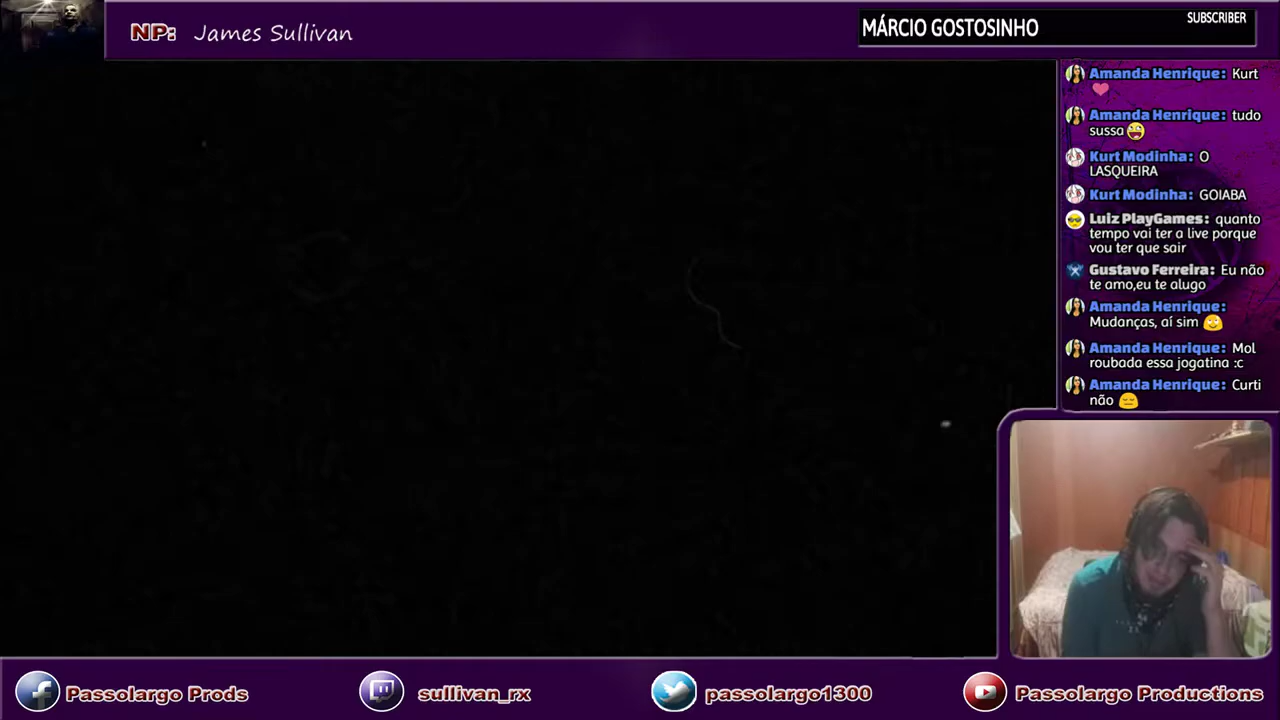 NP: James Sullivan
MÁRCIO GOSTOSINHO
SUBSCRIBER
Amanda Henrique: Kurt
Amanda Henrique: tudo
sussa
Kurt Modinha: O
LASQUEIRA
Kurt Modinha: GOIABA
Luiz PlayGames: quanto
tempo vai ter a live porque
vou ter que sair
Gustavo Ferreira: Eu não
te amo,eu te alugo
Amanda Henrique:
Mudanças, aí sim
Amanda Henrique: Mol
roubada essa jogatina :c
Amanda Henrique: Curti
não
Passolargo Prods
sullivan_rx
passolargo1300
Passolargo Productions